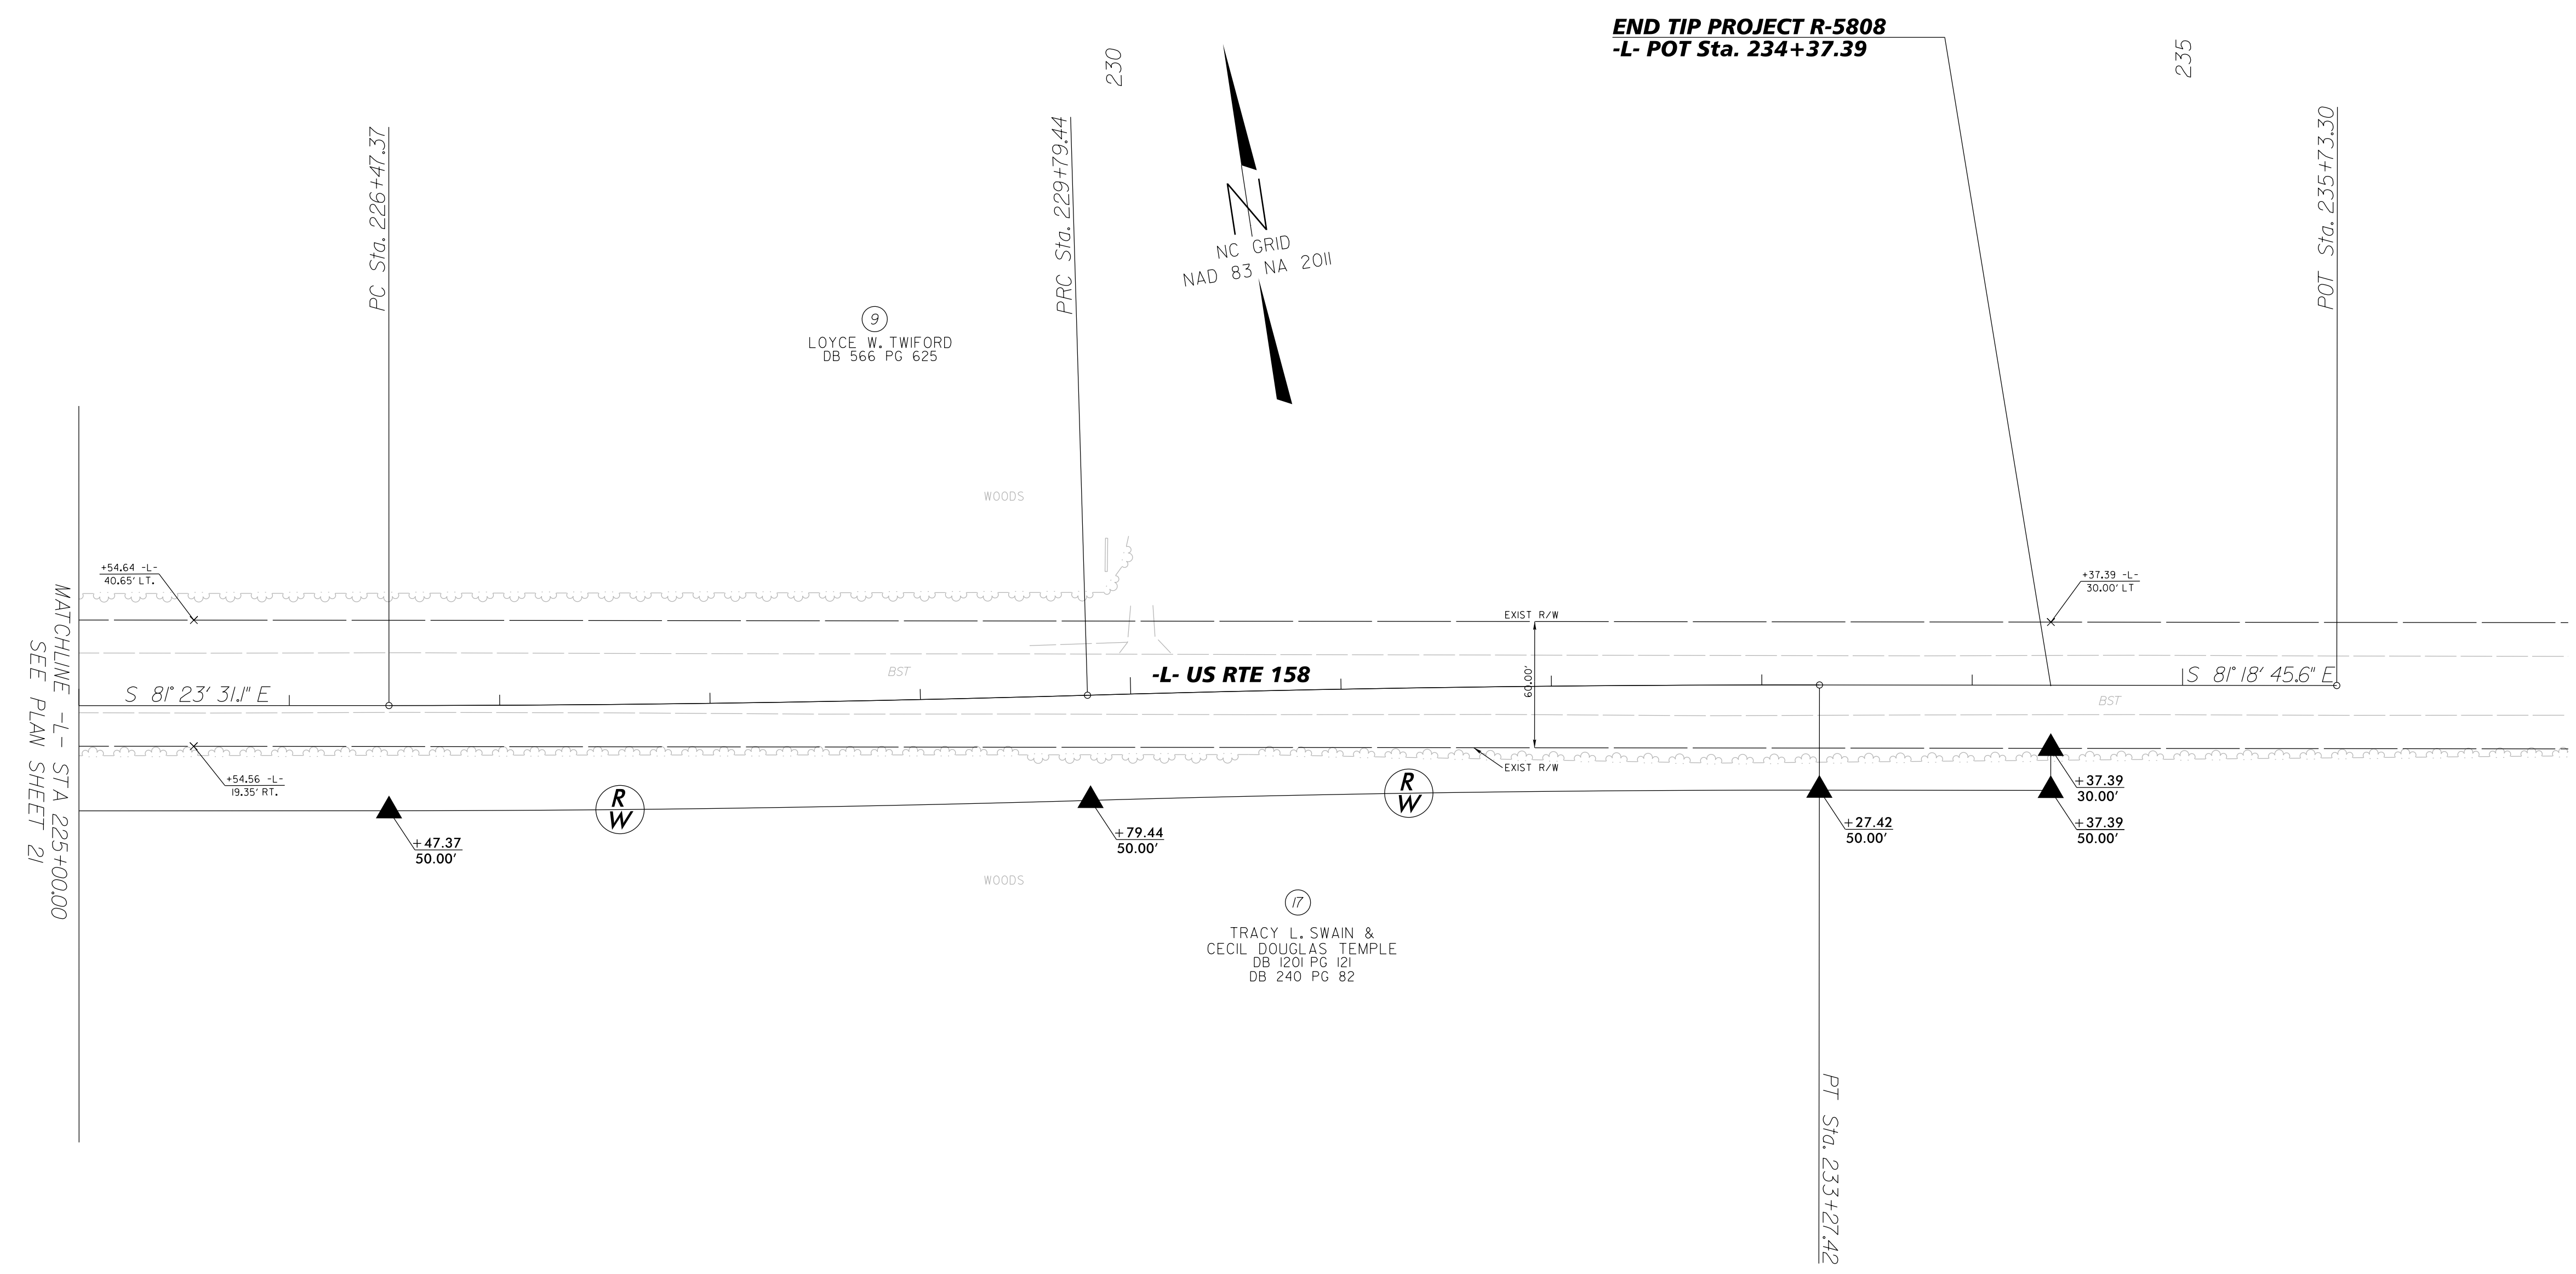 END TIP PROJECT R-5808
-L- POT Sta. 234+37.39
230
235
PC Sta. 226+47.37
PRC Sta. 229+79.44
POT Sta. 235+73.30
N
NC GRID
NAD 83 NA 2011
9
LOYCE W. TWIFORD
DB 566 PG 625
WOODS
+54.64 -L-
40.65' LT.
+37.39 -L-
30.00' LT
EXIST R/W
60.00'
BST
-L- US RTE 158
S 81° 23' 31.1" E
S 81° 18' 45.6" E
BST
MATCHLINE -L- STA 225+00.00
SEE PLAN SHEET 21
+54.56 -L-
19.35' RT.
EXIST R/W
R
W
R
W
+47.37
50.00'
+79.44
50.00'
+27.42
50.00'
+37.39
30.00'
+37.39
50.00'
WOODS
17
TRACY L. SWAIN &
CECIL DOUGLAS TEMPLE
DB 1201 PG 121
DB 240 PG 82
PT Sta. 233+27.42